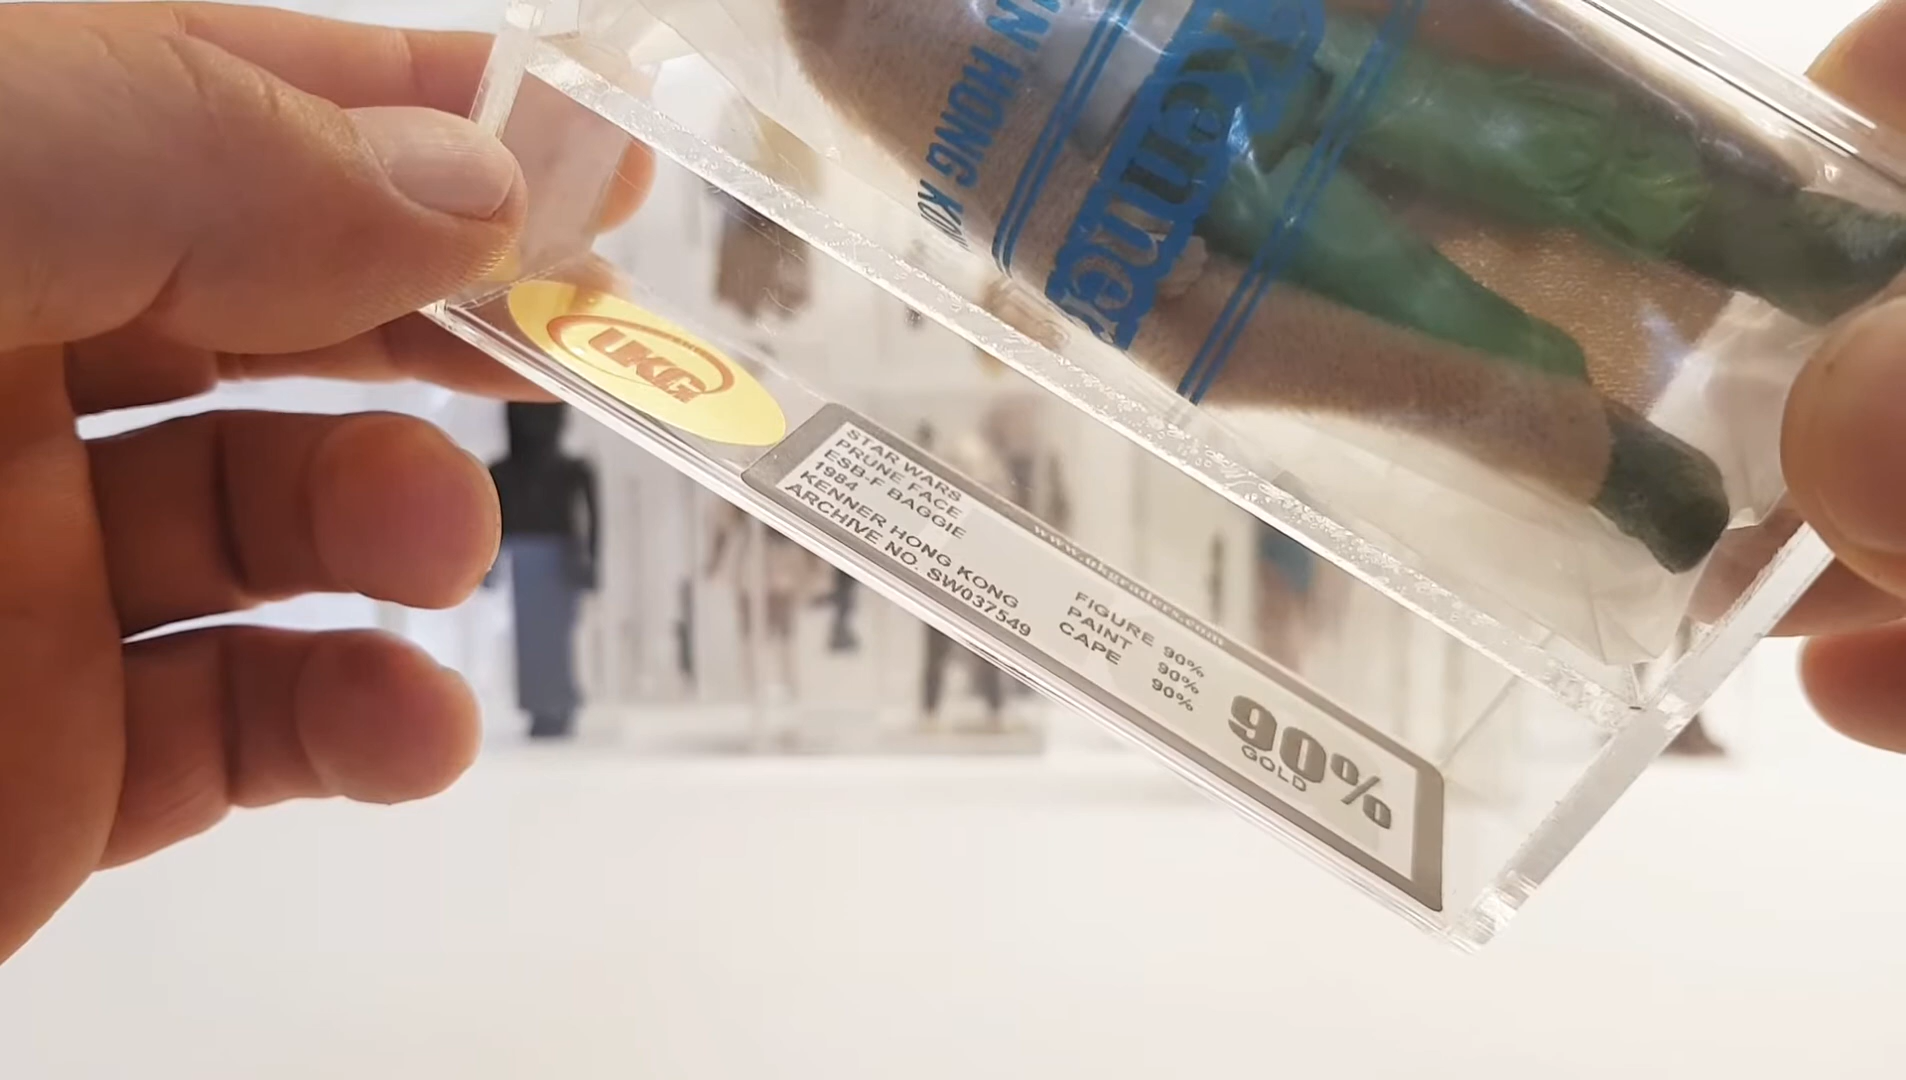 IN HONG KON
Kenner
UKG
STAR WARS
PRUNE FACE
ESB-F BAGGIE
1984
KENNER HONG KONG
ARCHIVE NO. SW037549
www.ukgraders.com
FIGURE 90%
PAINT 90%
CAPE 90%
90%
GOLD